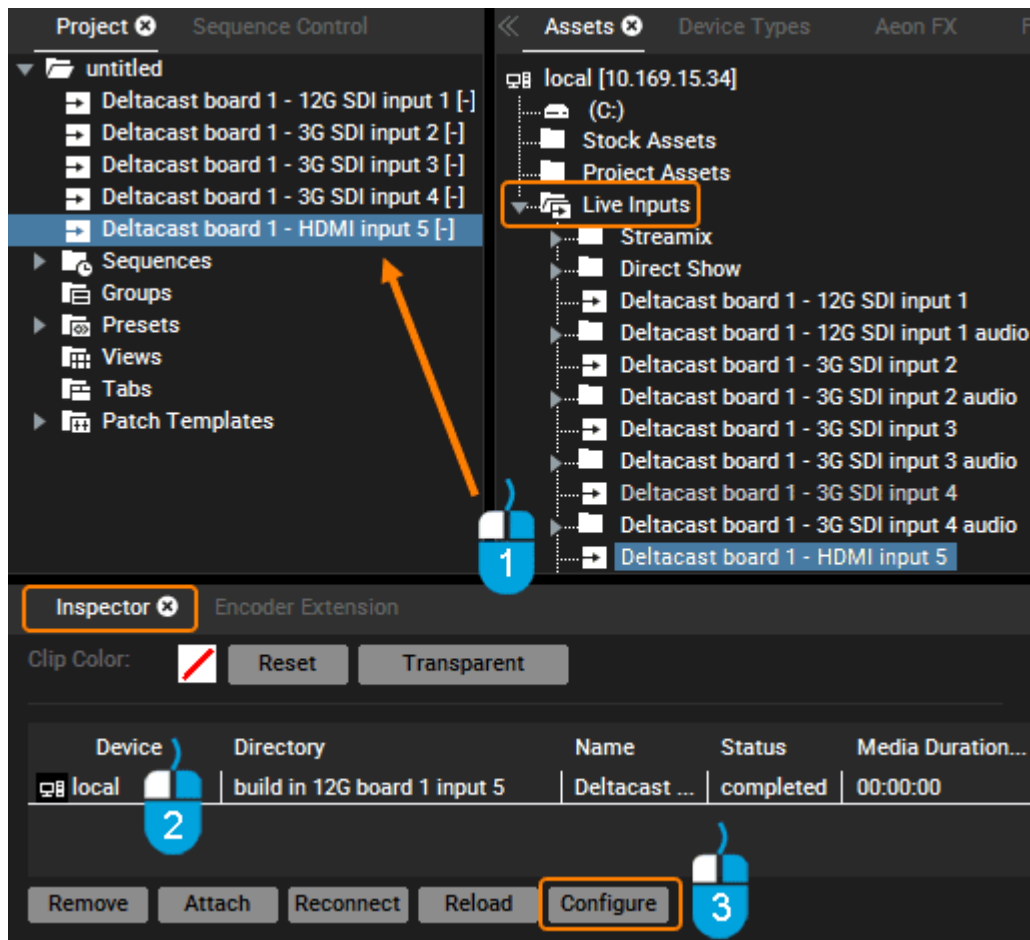 Project Sequence Control
untitled
Deltacast board 1 - 12G SDI input 1 [-]
Deltacast board 1 - 3G SDI input 2 [-]
Deltacast board 1 - 3G SDI input 3 [-]
Deltacast board 1 - 3G SDI input 4 [-]
Deltacast board 1 - HDMI input 5 [-]
Sequences
Groups
Presets
Views
Tabs
Patch Templates
Assets Device Types Aeon FX F
local [10.169.15.34]
(C:)
Stock Assets
Project Assets
Live Inputs
Streamix
Direct Show
Deltacast board 1 - 12G SDI input 1
Deltacast board 1 - 12G SDI input 1 audio
Deltacast board 1 - 3G SDI input 2
Deltacast board 1 - 3G SDI input 2 audio
Deltacast board 1 - 3G SDI input 3
Deltacast board 1 - 3G SDI input 3 audio
Deltacast board 1 - 3G SDI input 4
Deltacast board 1 - 3G SDI input 4 audio
Deltacast board 1 - HDMI input 5
1
Inspector Encoder Extension
Clip Color: Reset Transparent
Device Directory Name Status Media Duration...
local build in 12G board 1 input 5 Deltacast ... completed 00:00:00
2
Remove Attach Reconnect Reload Configure
3